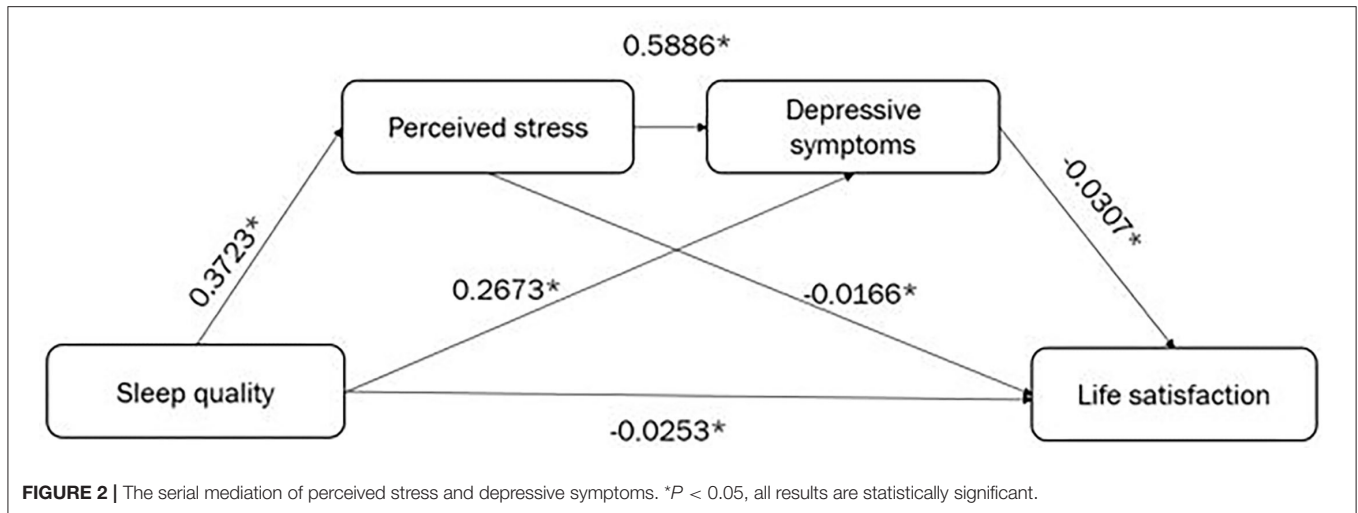 0.5886*
Perceived stress
Depressive
symptoms
0.3723*
-0.0307*
0.2673*
-0.0166*
Sleep quality
Life satisfaction
-0.0253*
FIGURE 2 | The serial mediation of perceived stress and depressive symptoms. *P < 0.05, all results are statistically significant.